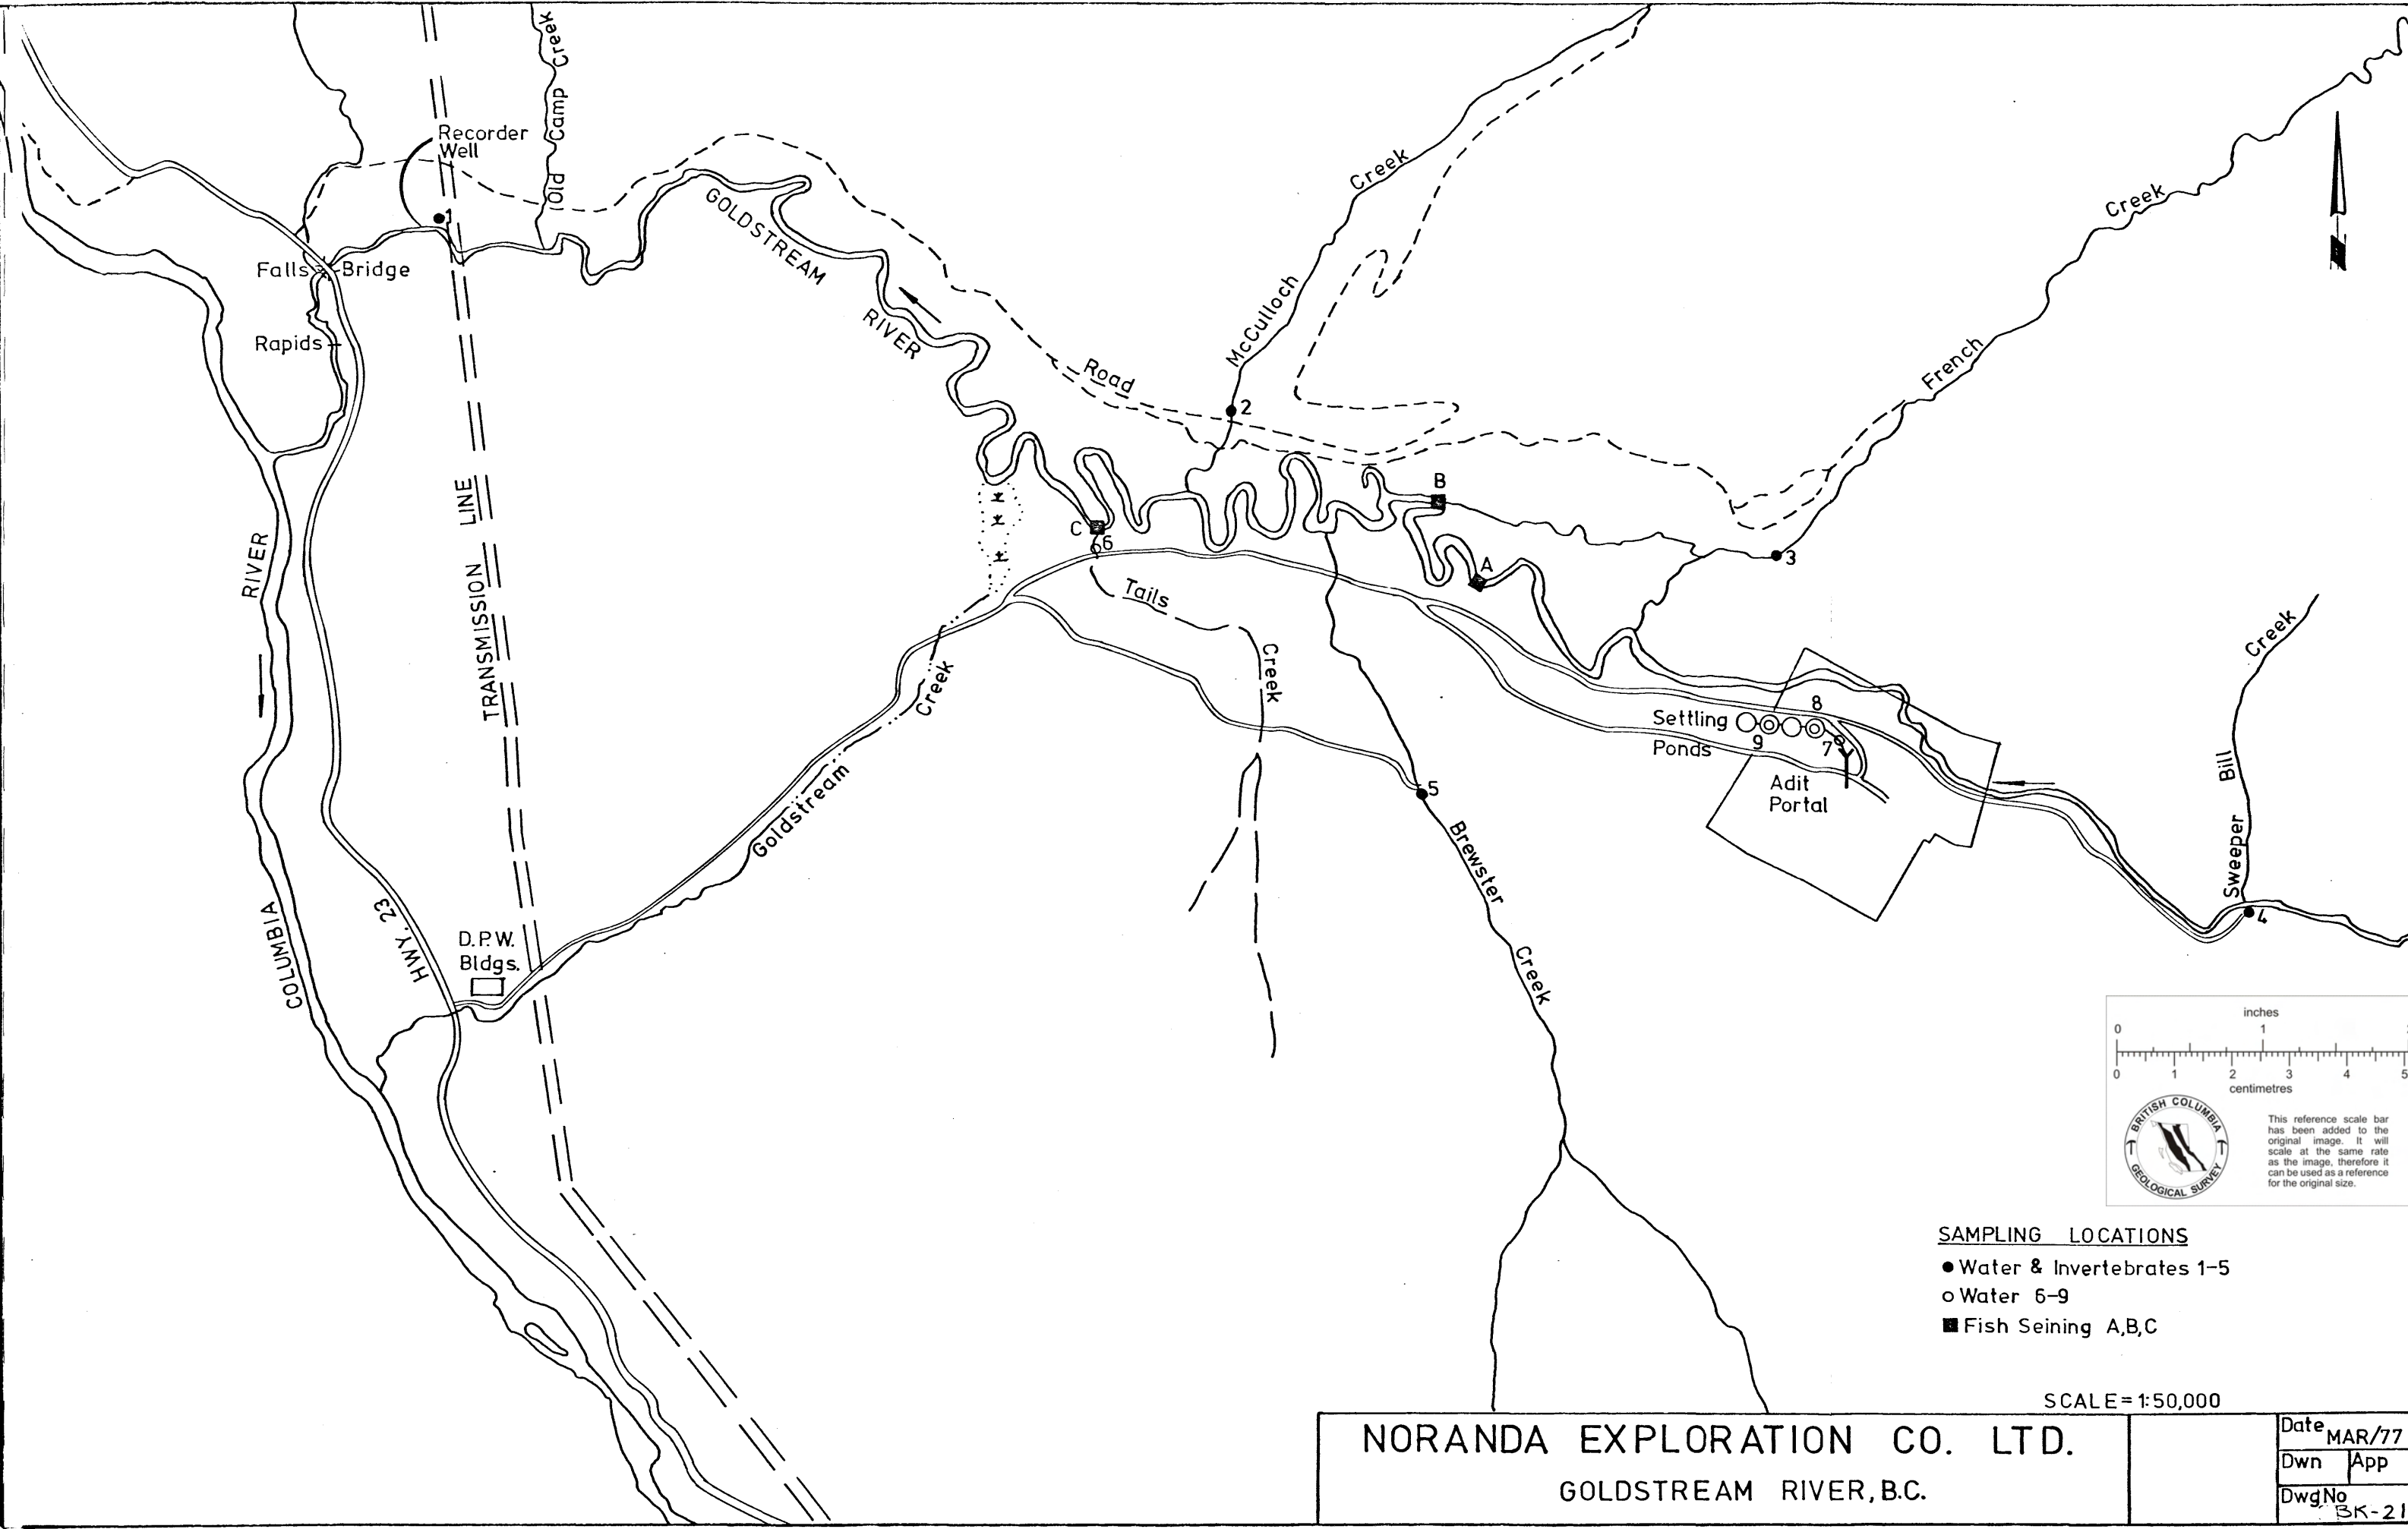 Old Camp Creek
Recorder
Well
1
GOLDSTREAM
RIVER
Falls
Bridge
Rapids
Creek
McCulloch
Road
2
Creek
French
B
3
C
6
A
Tails
Creek
TRANSMISSION LINE
RIVER
COLUMBIA
HWY. 23
D.P.W.
Bldgs.
Goldstream
Creek
5
Brewster
Creek
Settling
Ponds
9
8
7
Adit
Portal
Creek
Bill
Sweeper
4
N
inches
0 1
0 1 2 3 4 5
centimetres
BRITISH COLUMBIA
GEOLOGICAL SURVEY
This reference scale bar
has been added to the
original image. It will
scale at the same rate
as the image, therefore it
can be used as a reference
for the original size.
SAMPLING LOCATIONS
Water & Invertebrates 1-5
Water 6-9
Fish Seining A,B,C
SCALE=1:50,000
NORANDA EXPLORATION CO. LTD.
GOLDSTREAM RIVER, B.C.
Date MAR/77
Dwn App
Dwg No
BK-21